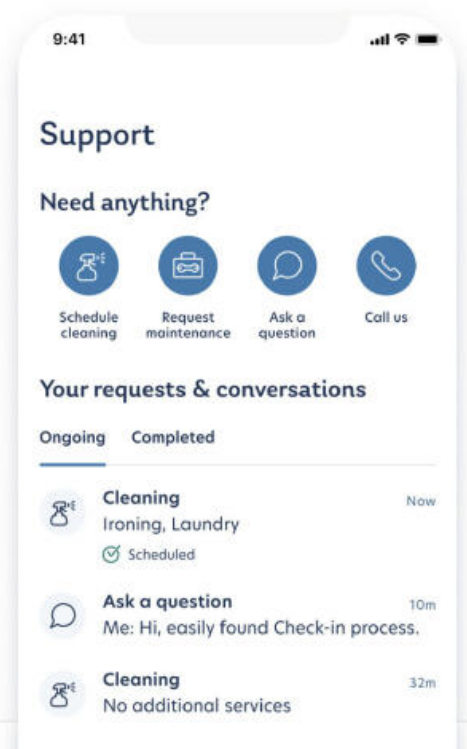 9:41
Support
Need anything?
Schedule
cleaning
Request
maintenance
Ask a
question
Call us
Your requests & conversations
Ongoing Completed
Cleaning Now
Ironing, Laundry
Scheduled
Ask a question 10m
Me: Hi, easily found Check-in process.
Cleaning 32m
No additional services